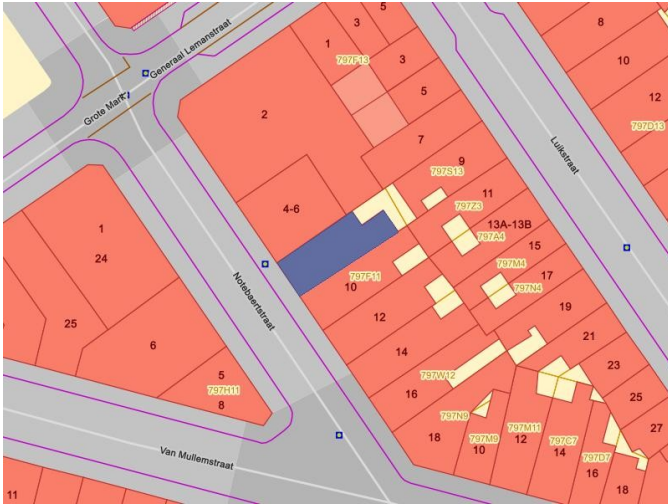 5
3
1
797F13
3
8
Generaal Lemanstraat
10
5
12
2
Grote Markt
797D13
7
Luikstraat
9
797S13
11
797Z3
4-6
13A-13B
1
797A4
15
24
797M4
797F11
17
10
797N4
Notebaertstraat
19
12
21
25
14
6
23
5
797W12
797H11
16
25
8
797N9
27
18
797M9
797M11
797C7
797D7
10
12
14
Van Mullemstraat
16
18
11